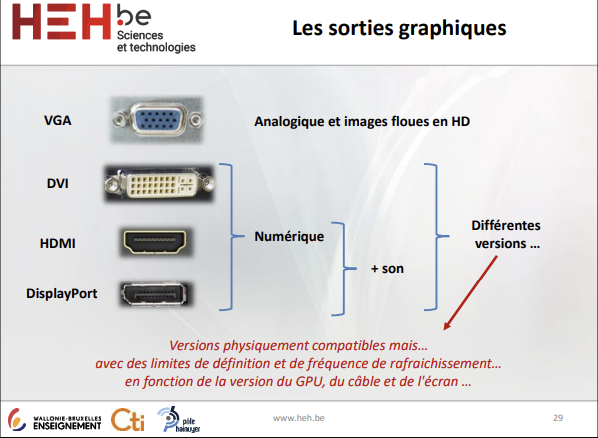 HEH.be
Sciences
et technologies
Les sorties graphiques
VGA
Analogique et images floues en HD
DVI
HDMI
Numérique
Différentes
versions ...
+ son
DisplayPort
Versions physiquement compatibles mais...
avec des limites de définition et de fréquence de rafraichissement...
en fonction de la version du GPU, du câble et de l'écran ...
WALLONIE-BRUXELLES
ENSEIGNEMENT
Cti
pôle
hainuyer
www.heh.be
29